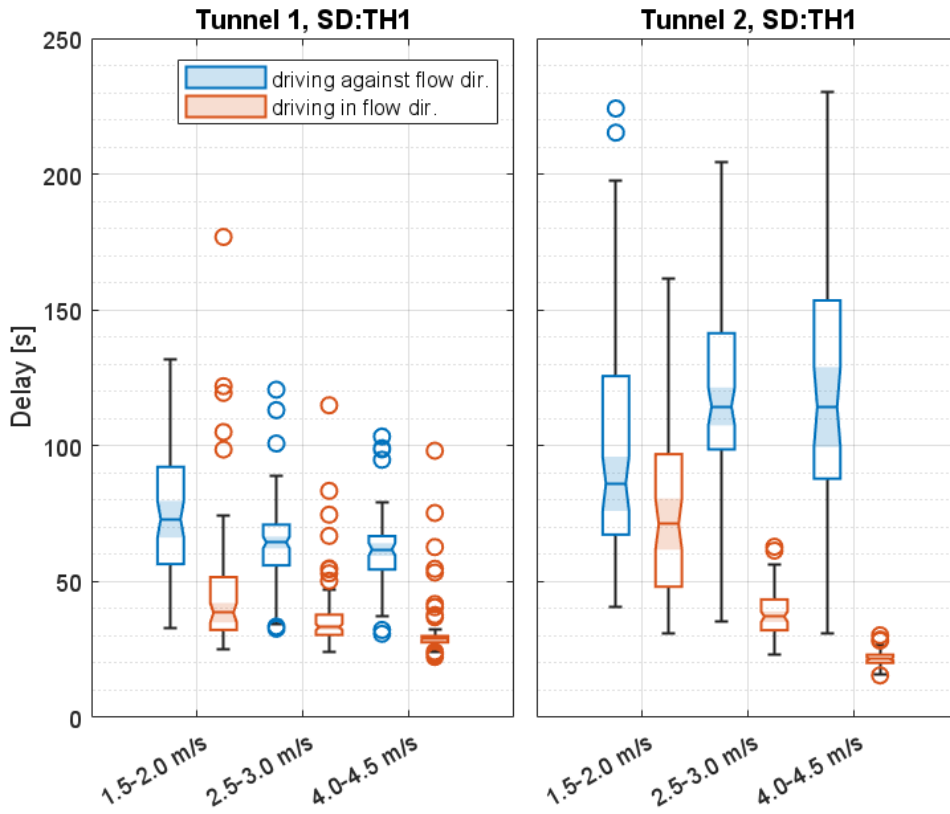 Tunnel 1, SD:TH1
Tunnel 2, SD:TH1
driving against flow dir.
driving in flow dir.
Delay [s]
250
200
150
100
50
0
1.5-2.0 m/s
2.5-3.0 m/s
4.0-4.5 m/s
1.5-2.0 m/s
2.5-3.0 m/s
4.0-4.5 m/s